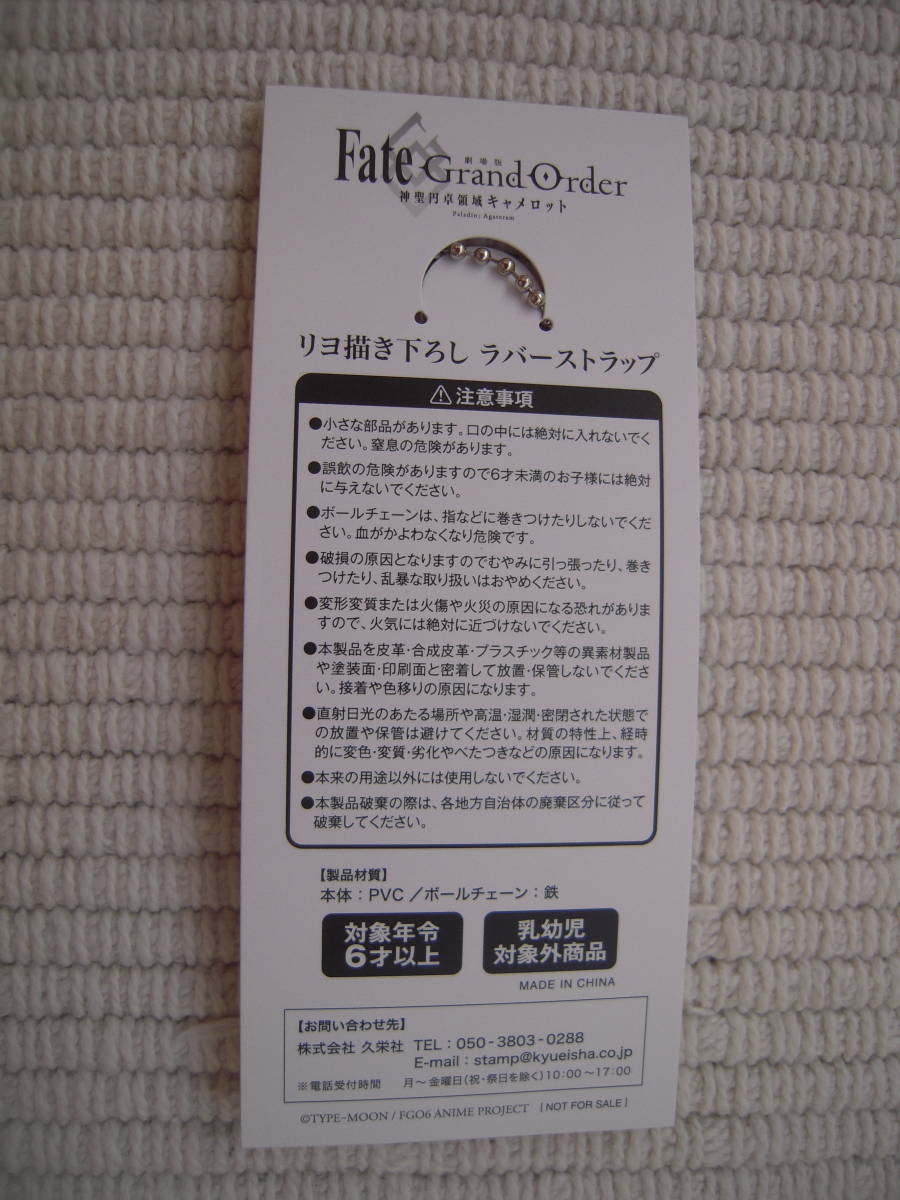 劇場版
Fate Grand Order
神聖円卓領域キャメロット
Paladin; Agateram
リヨ描き下ろし ラバーストラップ
⚠注意事項
●小さな部品があります。口の中には絶対に入れないでく
ださい。窒息の危険があります。
●誤飲の危険がありますので6才未満のお子様には絶対
に与えないでください。
●ボールチェーンは、指などに巻きつけたりしないでくだ
さい。血がかよわなくなり危険です。
●破損の原因となりますのでむやみに引っ張ったり、巻き
つけたり、乱暴な取り扱いはおやめください。
●変形変質または火傷や火災の原因になる恐れがありま
すので、火気には絶対に近づけないでください。
●本製品を皮革・合成皮革・プラスチック等の異素材製品
や塗装面・印刷面と密着して放置・保管しないでくださ
い。接着や色移りの原因になります。
●直射日光のあたる場所や高温・湿潤・密閉された状態で
の放置や保管は避けてください。材質の特性上、経時
的に変色・変質・劣化やべたつきなどの原因になります。
●本来の用途以外には使用しないでください。
●本製品破棄の際は、各地方自治体の廃棄区分に従って
破棄してください。
【製品材質】
本体：PVC／ボールチェーン：鉄
対象年令
6才以上
乳幼児
対象外商品
MADE IN CHINA
【お問い合わせ先】
株式会社 久栄社 TEL：050-3803-0288
E-mail：stamp@kyueisha.co.jp
※電話受付時間 月〜金曜日(祝・祭日を除く)10:00〜17:00
©TYPE-MOON / FGO6 ANIME PROJECT [NOT FOR SALE]